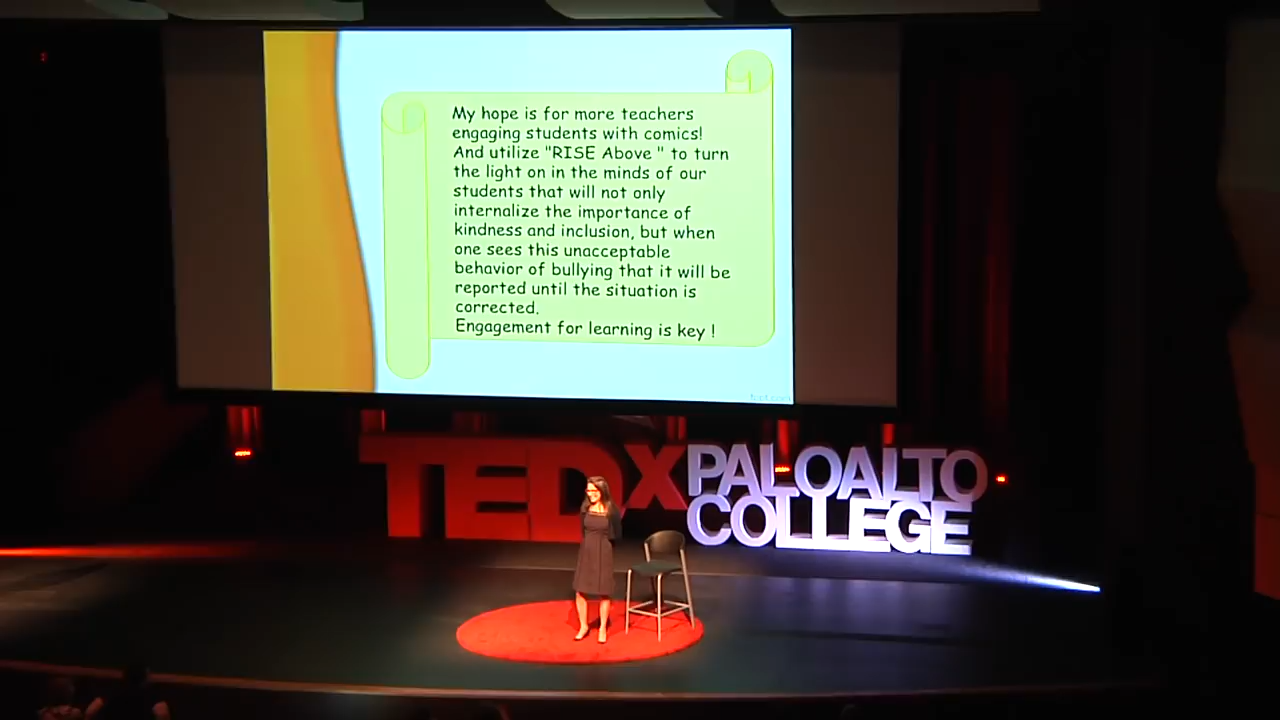 My hope is for more teachers
engaging students with comics!
And utilize "RISE Above " to turn
the light on in the minds of our
students that will not only
internalize the importance of
kindness and inclusion, but when
one sees this unacceptable
behavior of bullying that it will be
reported until the situation is
corrected.
Engagement for learning is key !
TEDX PALOALTO
COLLEGE